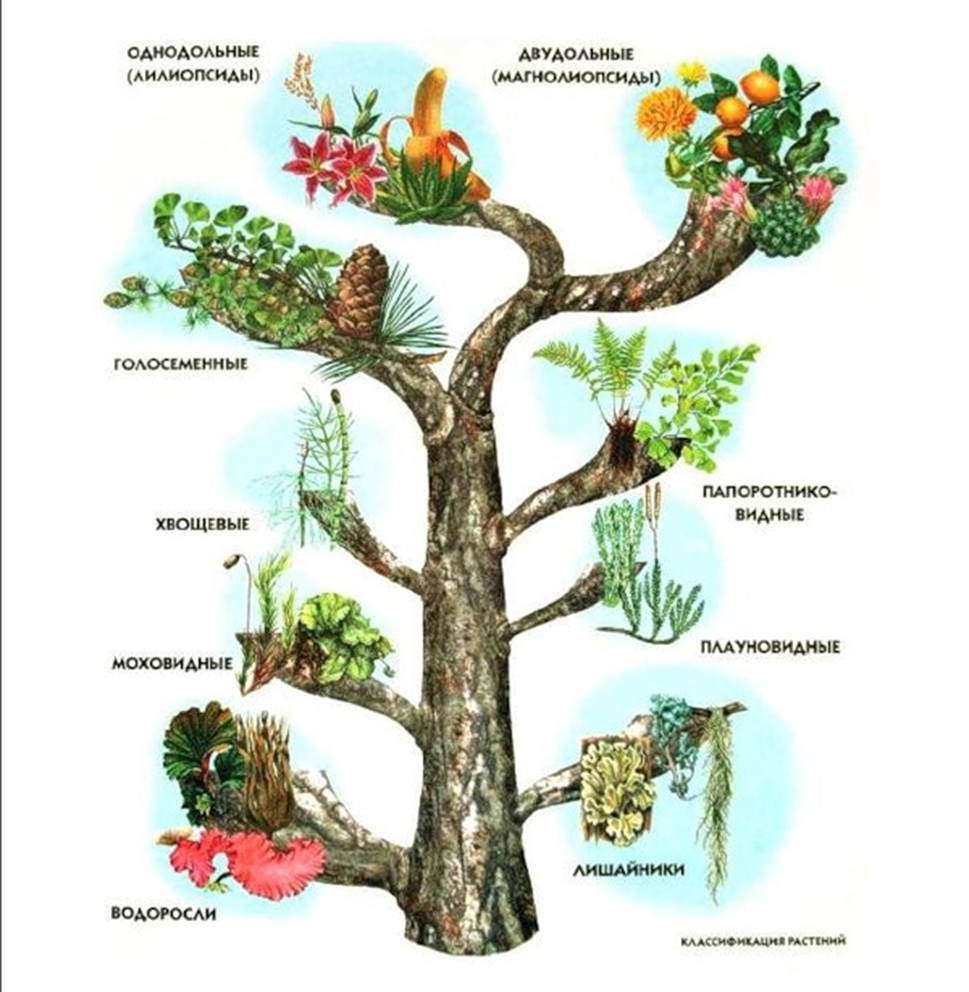 ОДНОДОЛЬНЫЕ
(ЛИЛИОПСИДЫ)
ДВУДОЛЬНЫЕ
(МАГНОЛИОПСИДЫ)
ГОЛОСЕМЕННЫЕ
ПАПОРОТНИКО-
ВИДНЫЕ
ХВОЩЕВЫЕ
ПЛАУНОВИДНЫЕ
МОХОВИДНЫЕ
ЛИШАЙНИКИ
ВОДОРОСЛИ
КЛАССИФИКАЦИЯ РАСТЕНИЙ